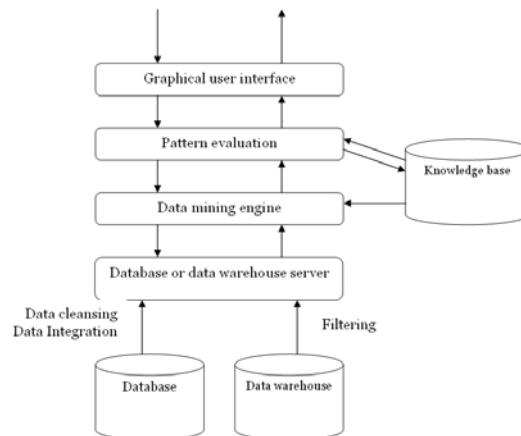 Graphical user interface
Pattern evaluation
Knowledge base
Data mining engine
Database or data warehouse server
Data cleansing
Data Integration
Filtering
Database
Data warehouse